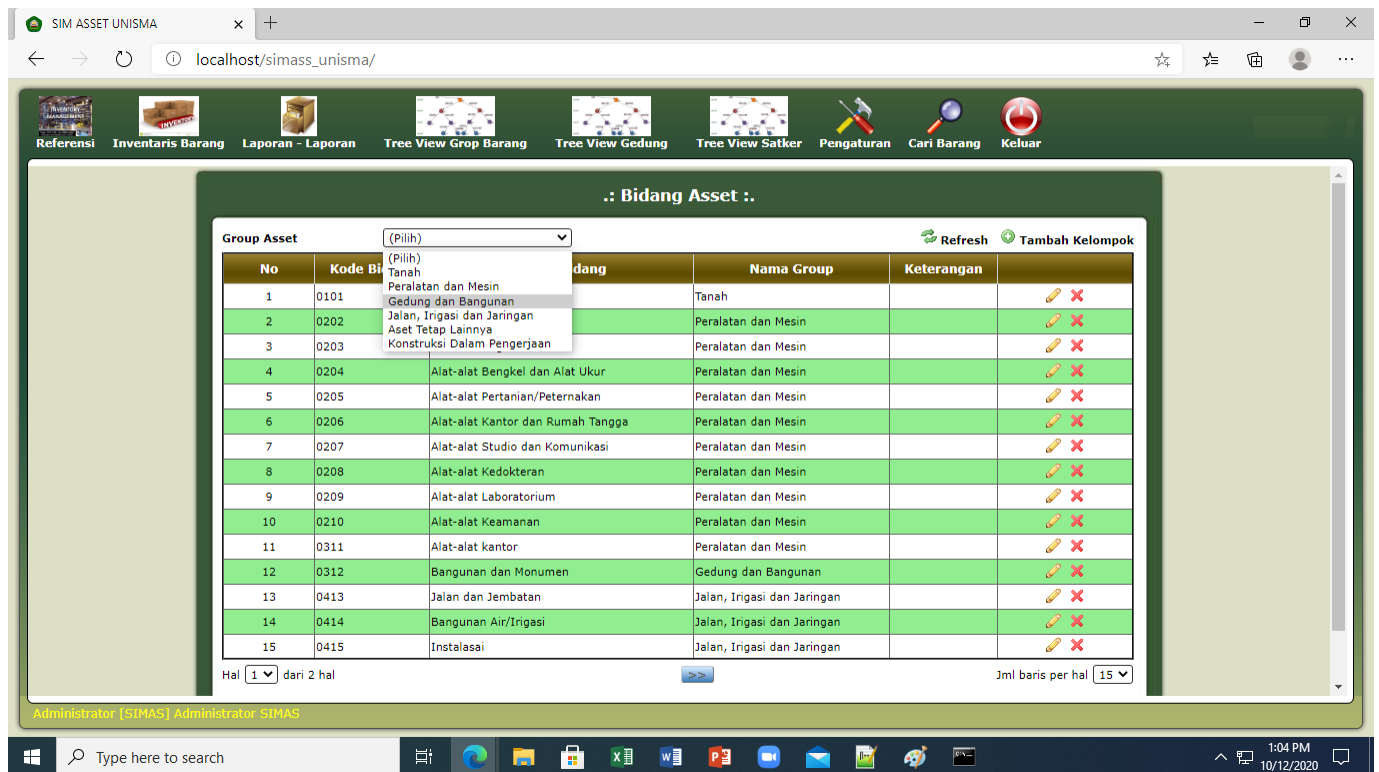 SIM ASSET UNISMA
localhost/simass_unisma/
INVENTORY
MANAGEMENT
Referensi Inventaris Barang Laporan - Laporan Tree View Grop Barang Tree View Gedung Tree View Satker Pengaturan Cari Barang Keluar
.: Bidang Asset :.
Group Asset (Pilih) Refresh Tambah Kelompok
(Pilih)
Tanah
Peralatan dan Mesin
Gedung dan Bangunan
Jalan, Irigasi dan Jaringan
Aset Tetap Lainnya
Konstruksi Dalam Pengerjaan
No Kode Bi dang Nama Group Keterangan
1 0101 Tanah
2 0202 Peralatan dan Mesin
3 0203 Peralatan dan Mesin
4 0204 Alat-alat Bengkel dan Alat Ukur Peralatan dan Mesin
5 0205 Alat-alat Pertanian/Peternakan Peralatan dan Mesin
6 0206 Alat-alat Kantor dan Rumah Tangga Peralatan dan Mesin
7 0207 Alat-alat Studio dan Komunikasi Peralatan dan Mesin
8 0208 Alat-alat Kedokteran Peralatan dan Mesin
9 0209 Alat-alat Laboratorium Peralatan dan Mesin
10 0210 Alat-alat Keamanan Peralatan dan Mesin
11 0311 Alat-alat kantor Peralatan dan Mesin
12 0312 Bangunan dan Monumen Gedung dan Bangunan
13 0413 Jalan dan Jembatan Jalan, Irigasi dan Jaringan
14 0414 Bangunan Air/Irigasi Jalan, Irigasi dan Jaringan
15 0415 Instalasai Jalan, Irigasi dan Jaringan
Hal 1 dari 2 hal >> Jml baris per hal 15
Administrator [SIMAS] Administrator SIMAS
Type here to search
1:04 PM
10/12/2020